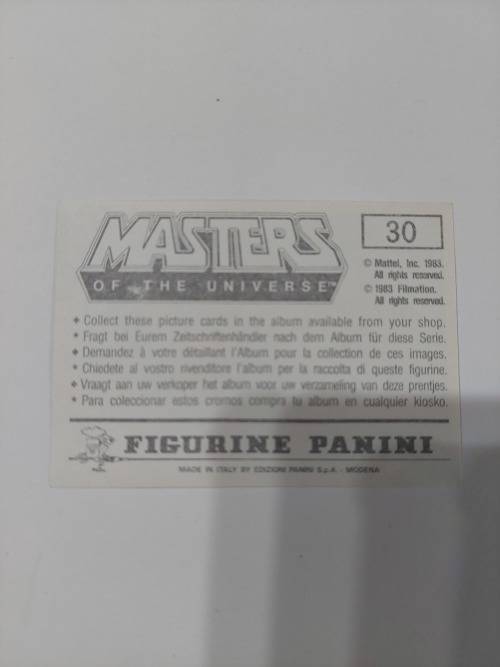 MASTERS
OF THE UNIVERSE™
30
© Mattel, Inc. 1983.
All rights reserved.
© 1983 Filmation.
All rights reserved.
• Collect these picture cards in the album available from your shop.
• Fragt bei Eurem Zeitschriftenhändler nach dem Album für diese Serie.
• Demandez à votre détaillant l'Album pour la collection de ces images.
• Chiedete al vostro rivenditore l'album per la raccolta di queste figurine.
• Vraagt aan uw verkoper het album voor uw verzameling van deze prentjes.
• Para coleccionar estos cromos compra tu album en cualquier kiosko.
FIGURINE PANINI
MADE IN ITALY BY EDIZIONI PANINI S.p.A. - MODENA